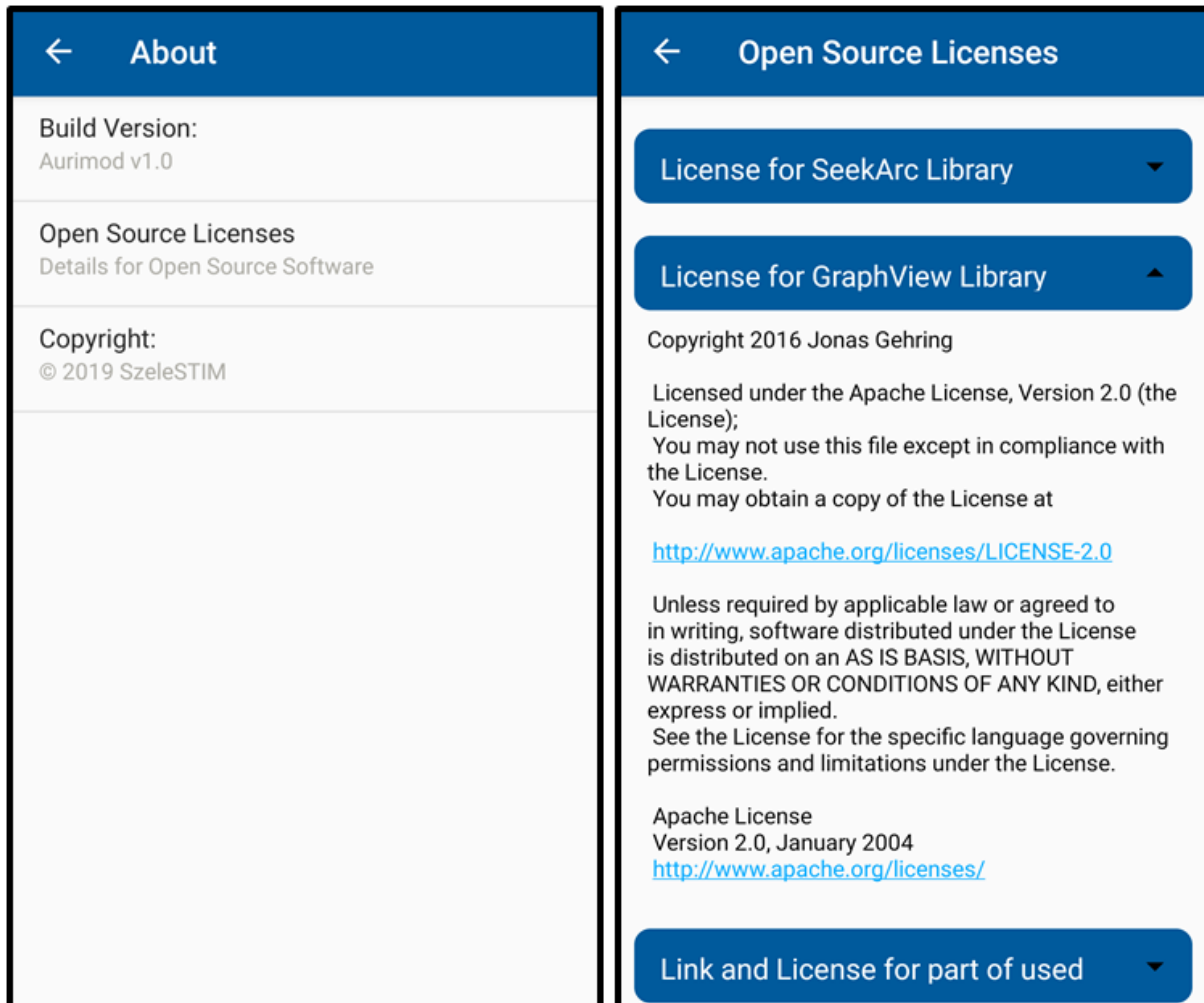 About
Build Version:
Aurimod v1.0
Open Source Licenses
Details for Open Source Software
Copyright:
© 2019 SzeleSTIM
Open Source Licenses
License for SeekArc Library
License for GraphView Library
Copyright 2016 Jonas Gehring
Licensed under the Apache License, Version 2.0 (the
License);
You may not use this file except in compliance with
the License.
You may obtain a copy of the License at
http://www.apache.org/licenses/LICENSE-2.0
Unless required by applicable law or agreed to
in writing, software distributed under the License
is distributed on an AS IS BASIS, WITHOUT
WARRANTIES OR CONDITIONS OF ANY KIND, either
express or implied.
See the License for the specific language governing
permissions and limitations under the License.
Apache License
Version 2.0, January 2004
http://www.apache.org/licenses/
Link and License for part of used